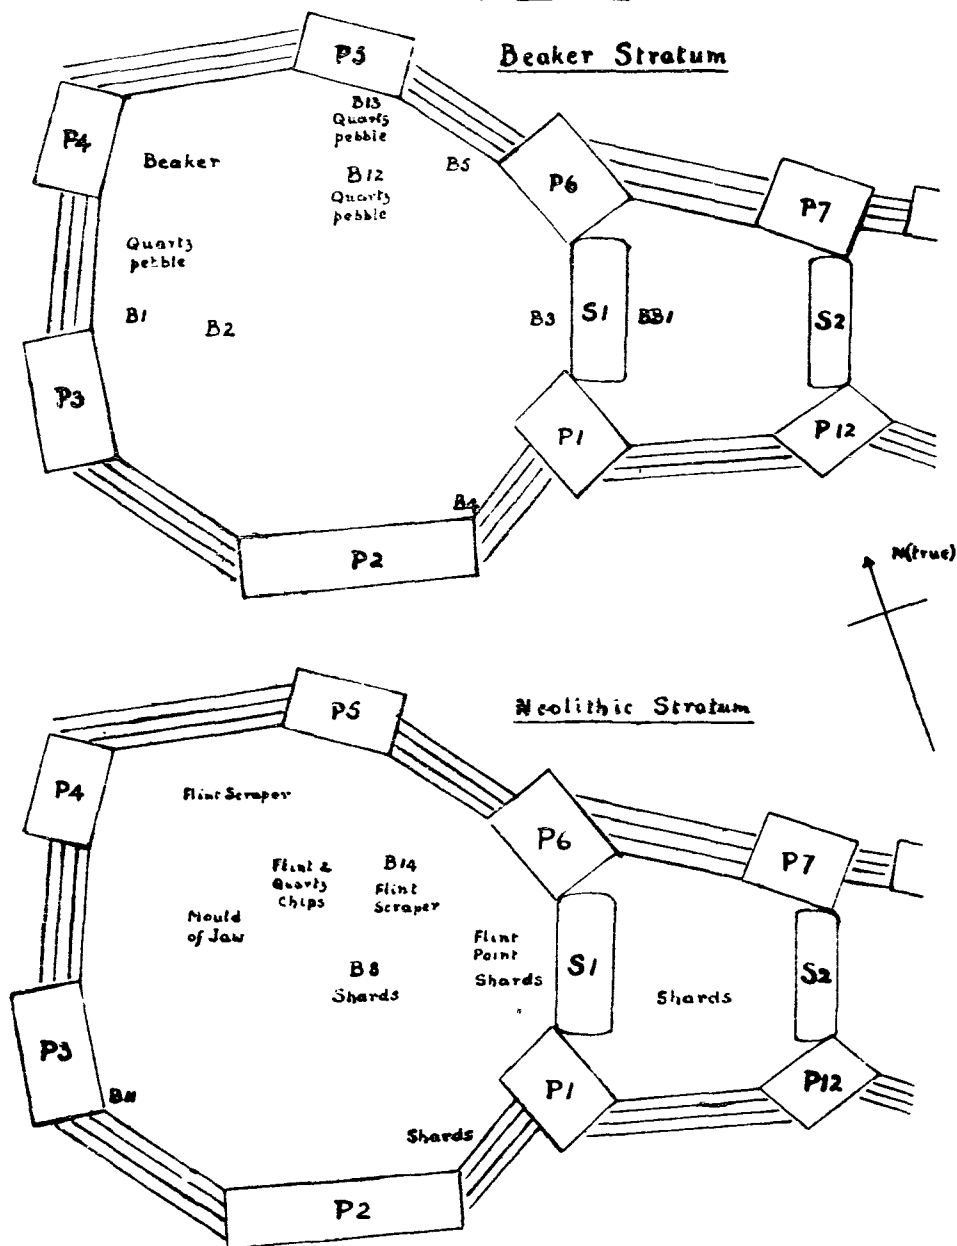 Beaker Stratum
P5
B13
Quartz
pebble
P4
Beaker
B12
Quartz
pebble
B5
P6
P7
Quartz
pebble
B1
B2
B3
S1
BB1
S2
P3
P1
P12
B4
P2
N(true)
Neolithic Stratum
P5
P4
Flint Scraper
P6
P7
Flint &
Quartz
Chips
B14
Flint
Scraper
Mould
of Jaw
Flint
Point
Shards
B8
Shards
S1
Shards
S2
P3
B11
P1
P12
Shards
P2